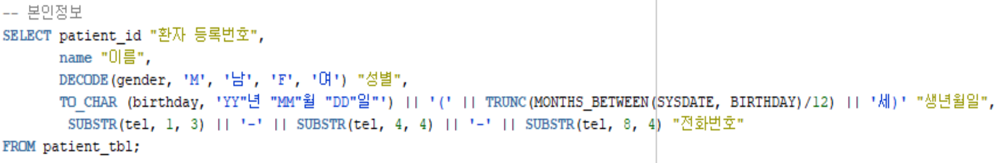 -- 본인정보
SELECT patient_id "환자 등록번호",
name "이름",
DECODE(gender, 'M', '남', 'F', '여') "성별",
TO_CHAR (birthday, 'YY"년 "MM"월 "DD"일"') || '(' || TRUNC(MONTHS_BETWEEN(SYSDATE, BIRTHDAY)/12) || '세)' "생년월일",
SUBSTR(tel, 1, 3) || '-' || SUBSTR(tel, 4, 4) || '-' || SUBSTR(tel, 8, 4) "전화번호"
FROM patient_tbl;